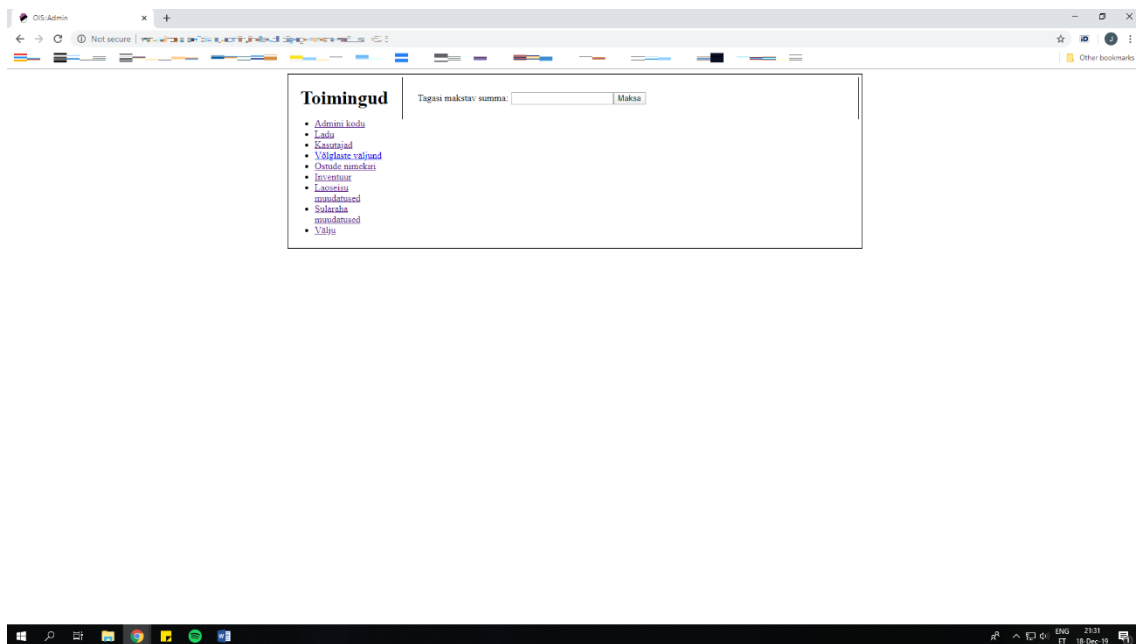 OIS:Admin
Not secure
Other bookmarks
Toimingud
Tagasi makstav summa:
Maksa
Admini kodu
Ladu
Kasutajad
Võlglaste väljund
Ostude nimekiri
Inventuur
Laoseisu
muudatused
Sularaha
muudatused
Välju
ENG
21:31
ET
18-Dec-19